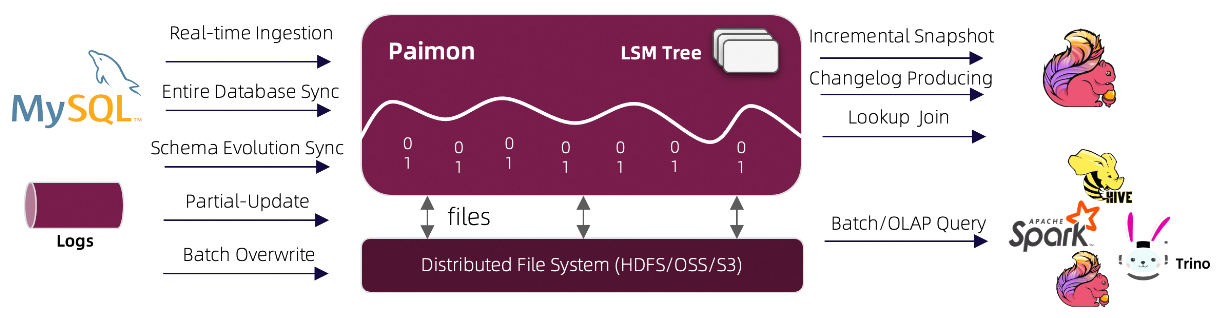 MySQL™
Logs
Real-time Ingestion
Entire Database Sync
Schema Evolution Sync
Partial-Update
Batch Overwrite
Paimon
LSM Tree
0 0 0 0 0 0 0
1 1 1 1 1 1 1
files
Distributed File System (HDFS/OSS/S3)
Incremental Snapshot
Changelog Producing
Lookup Join
Batch/OLAP Query
HIVE
APACHE
Spark™
Trino